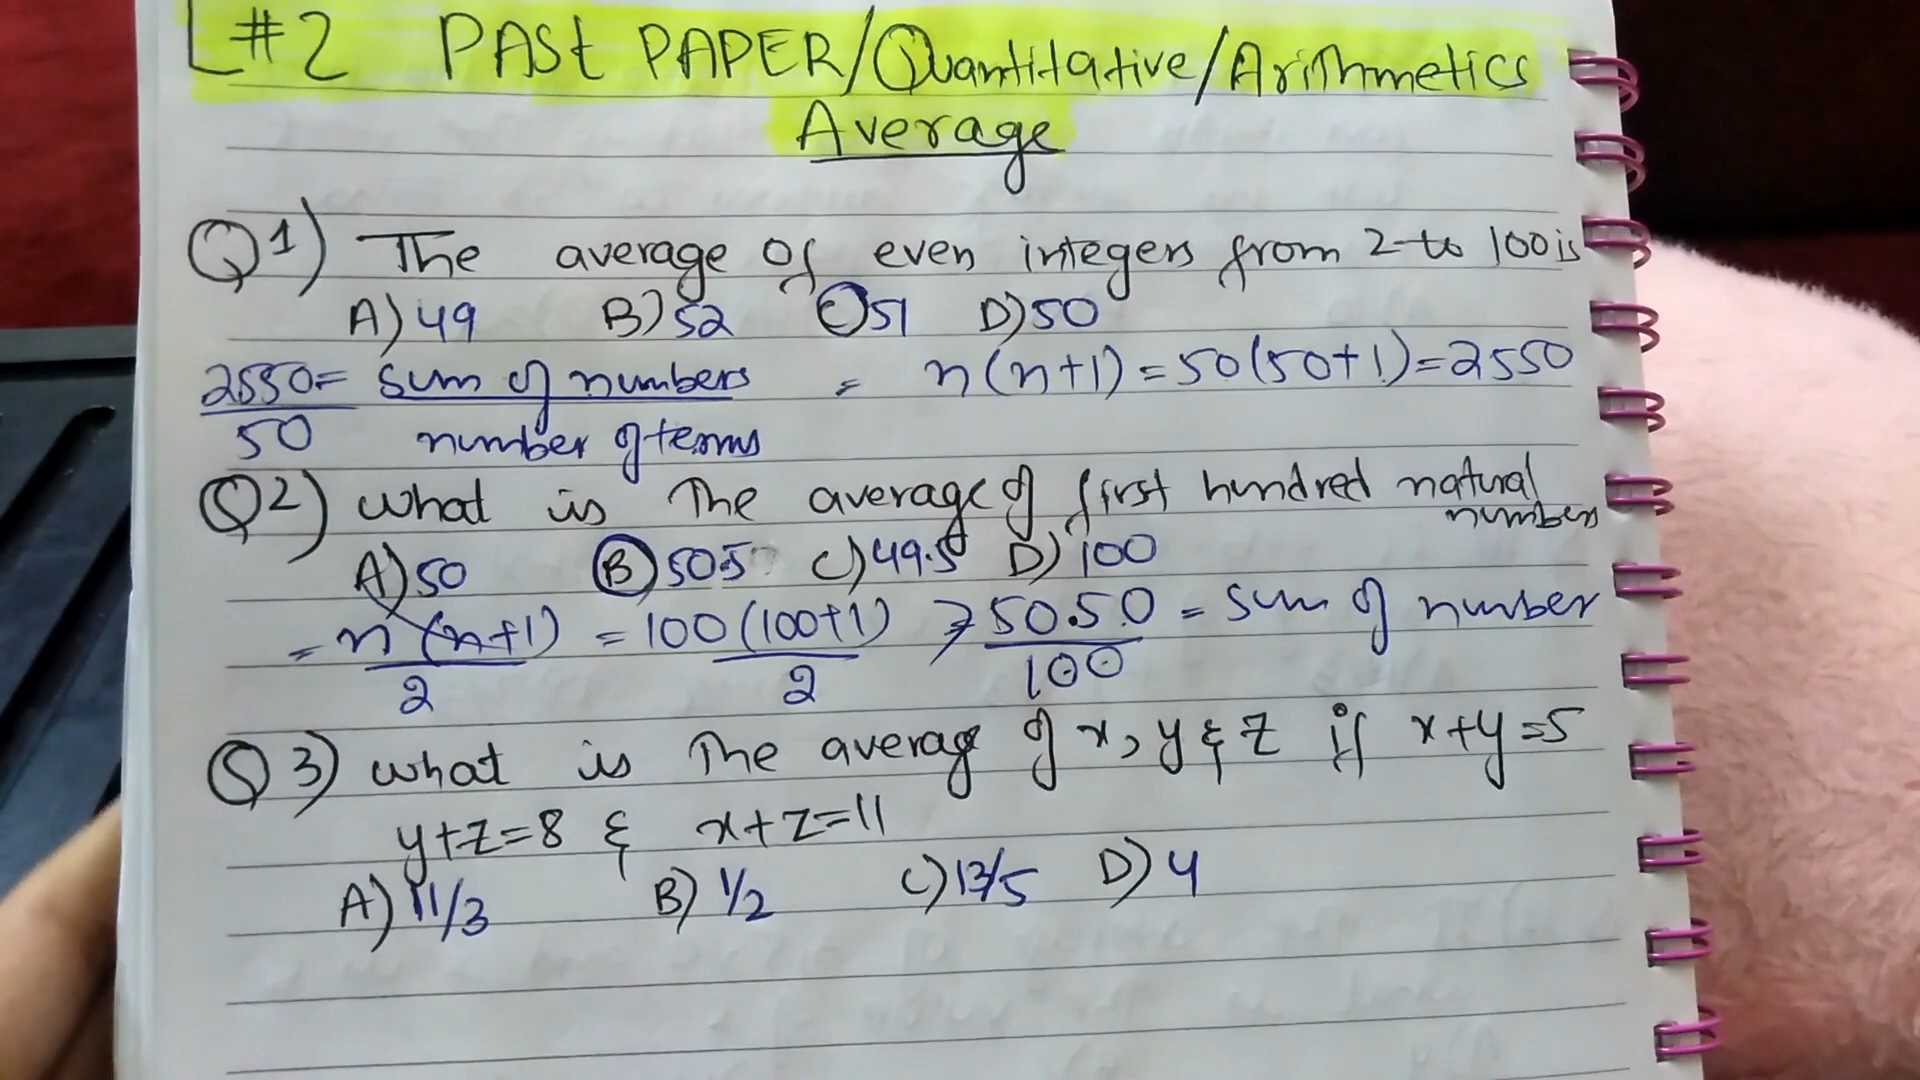 L#2 PAST PAPER/Quantitative/Arithmetics
Average
Q1) The average of even integers from 2 to 100 is
A) 49 B) 52 C) 51 D) 50
2550 = sum of numbers = n(n+1) = 50(50+1) = 2550
50 number of terms
Q2) what is The average of first hundred natural
numbers
A) 50 B) 50.5 C) 49.5 D) 100
= n (n+1) = 100 (100+1) => 50.50 = sum of number
2 2 100
Q3) what is The average of x, y & z if x+y=5
y+z=8 & x+z=11
A) 11/3 B) 1/2 C) 13/5 D) 4